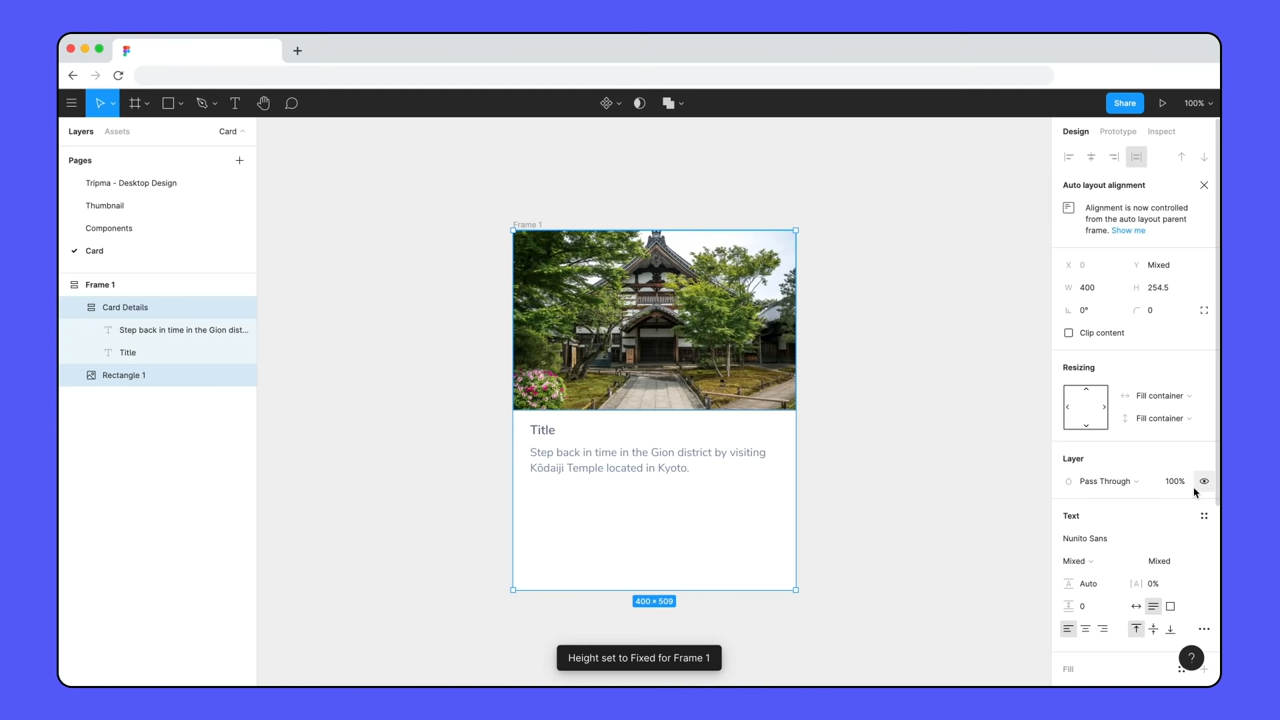 100%
Share
Layers
Assets
Card
Pages
Tripma - Desktop Design
Thumbnail
Components
Card
Frame 1
Card Details
Step back in time in the Gion dist...
Title
Rectangle 1
Frame 1
Title
Step back in time in the Gion district by visiting
Kōdaiji Temple located in Kyoto.
400 × 509
Height set to Fixed for Frame 1
Design
Prototype
Inspect
Auto layout alignment
Alignment is now controlled
from the auto layout parent
frame. Show me
X 0
Y Mixed
W 400
H 254.5
0°
0
Clip content
Resizing
Fill container
Fill container
Layer
Pass Through
100%
Text
Nunito Sans
Mixed
Mixed
Auto
|A| 0%
0
Fill
?